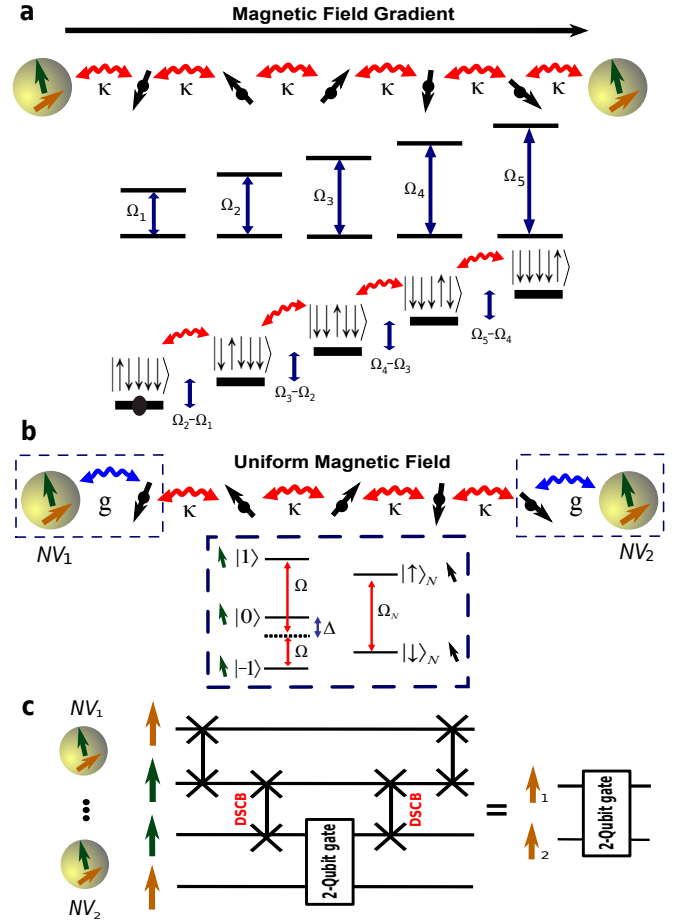 a
Magnetic Field Gradient
κ κ κ κ κ κ
Ω₁ Ω₂ Ω₃ Ω₄ Ω₅
|↓↓↓↓↑⟩
|↓↓↓↑↓⟩
|↓↓↑↓↓⟩
|↓↑↓↓↓⟩
|↑↓↓↓↓⟩
Ω₅−Ω₄
Ω₄−Ω₃
Ω₃−Ω₂
Ω₂−Ω₁
b
Uniform Magnetic Field
g κ κ κ κ g
NV₁ NV₂
|1⟩
Ω |↑⟩N
|0⟩
Δ ΩN
Ω
|−1⟩ |↓⟩N
c
NV₁
DSCB DSCB
2-Qubit gate
= 1
2
2-Qubit gate
NV₂